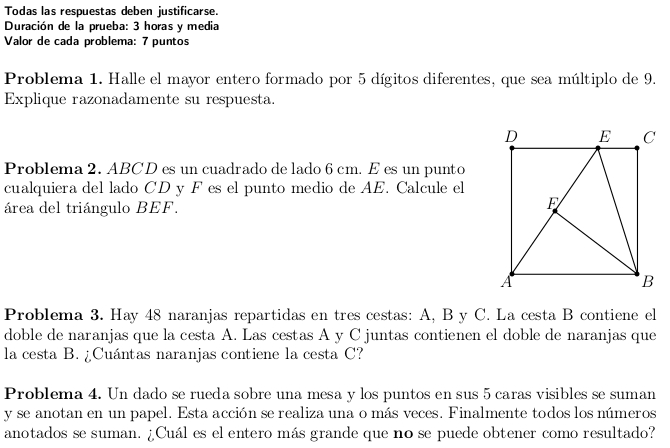 Todas las respuestas deben justificarse.
Duración de la prueba: 3 horas y media
Valor de cada problema: 7 puntos
Problema 1. Halle el mayor entero formado por 5 dígitos diferentes, que sea múltiplo de 9.
Explique razonadamente su respuesta.
Problema 2. ABCD es un cuadrado de lado 6 cm. E es un punto
cualquiera del lado CD y F es el punto medio de AE. Calcule el
área del triángulo BEF.
D
E
C
F
A
B
Problema 3. Hay 48 naranjas repartidas en tres cestas: A, B y C. La cesta B contiene el
doble de naranjas que la cesta A. Las cestas A y C juntas contienen el doble de naranjas que
la cesta B. ¿Cuántas naranjas contiene la cesta C?
Problema 4. Un dado se rueda sobre una mesa y los puntos en sus 5 caras visibles se suman
y se anotan en un papel. Esta acción se realiza una o más veces. Finalmente todos los números
anotados se suman. ¿Cuál es el entero más grande que no se puede obtener como resultado?